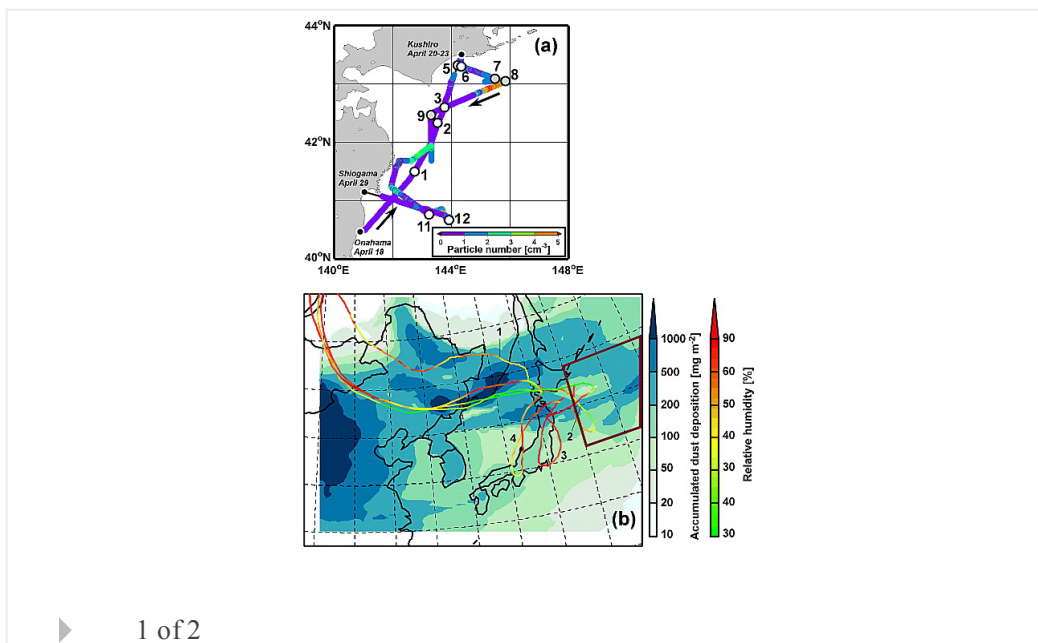 44°N
Kushiro
April 20-23
(a)
5
6
7
8
3
9
2
42°N
1
Shiogama
April 29
11
12
Onahama
April 18
0 1 2 3 4 5
Particle number [cm-3]
40°N
140°E 144°E 148°E
1
2
3
4
(b)
1000
500
200
100
50
20
10
Accumulated dust deposition [mg m-2]
90
60
50
40
30
40
30
Relative humidity [%]
1 of 2